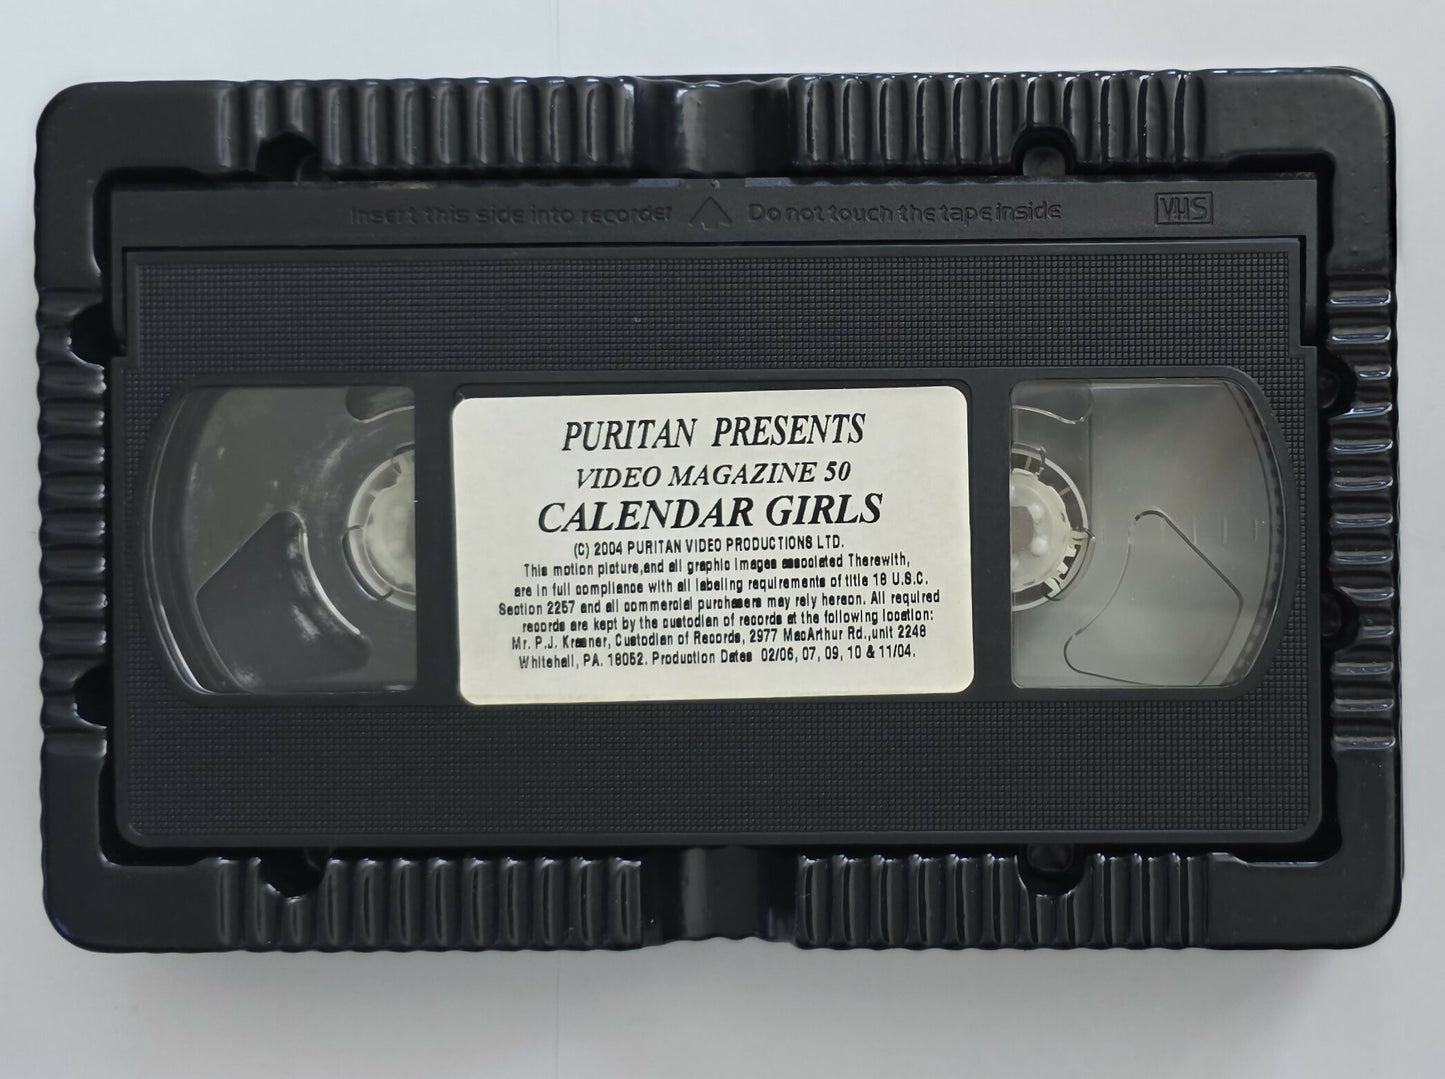 Insert this side into recorder Do not touch the tape inside VHS
PURITAN PRESENTS
VIDEO MAGAZINE 50
CALENDAR GIRLS
(C) 2004 PURITAN VIDEO PRODUCTIONS LTD.
This motion picture,and all graphic images associated Therewith,
are in full compliance with all labeling requirements of title 18 U.S.C.
Section 2257 and all commercial purchasers may rely hereon. All required
records are kept by the custodian of records at the following location:
Mr. P.J. Krasner, Custodian of Records, 2977 MacArthur Rd.,unit 2248
Whitehall, PA. 18052. Production Dates 02/06, 07, 09, 10 & 11/04.